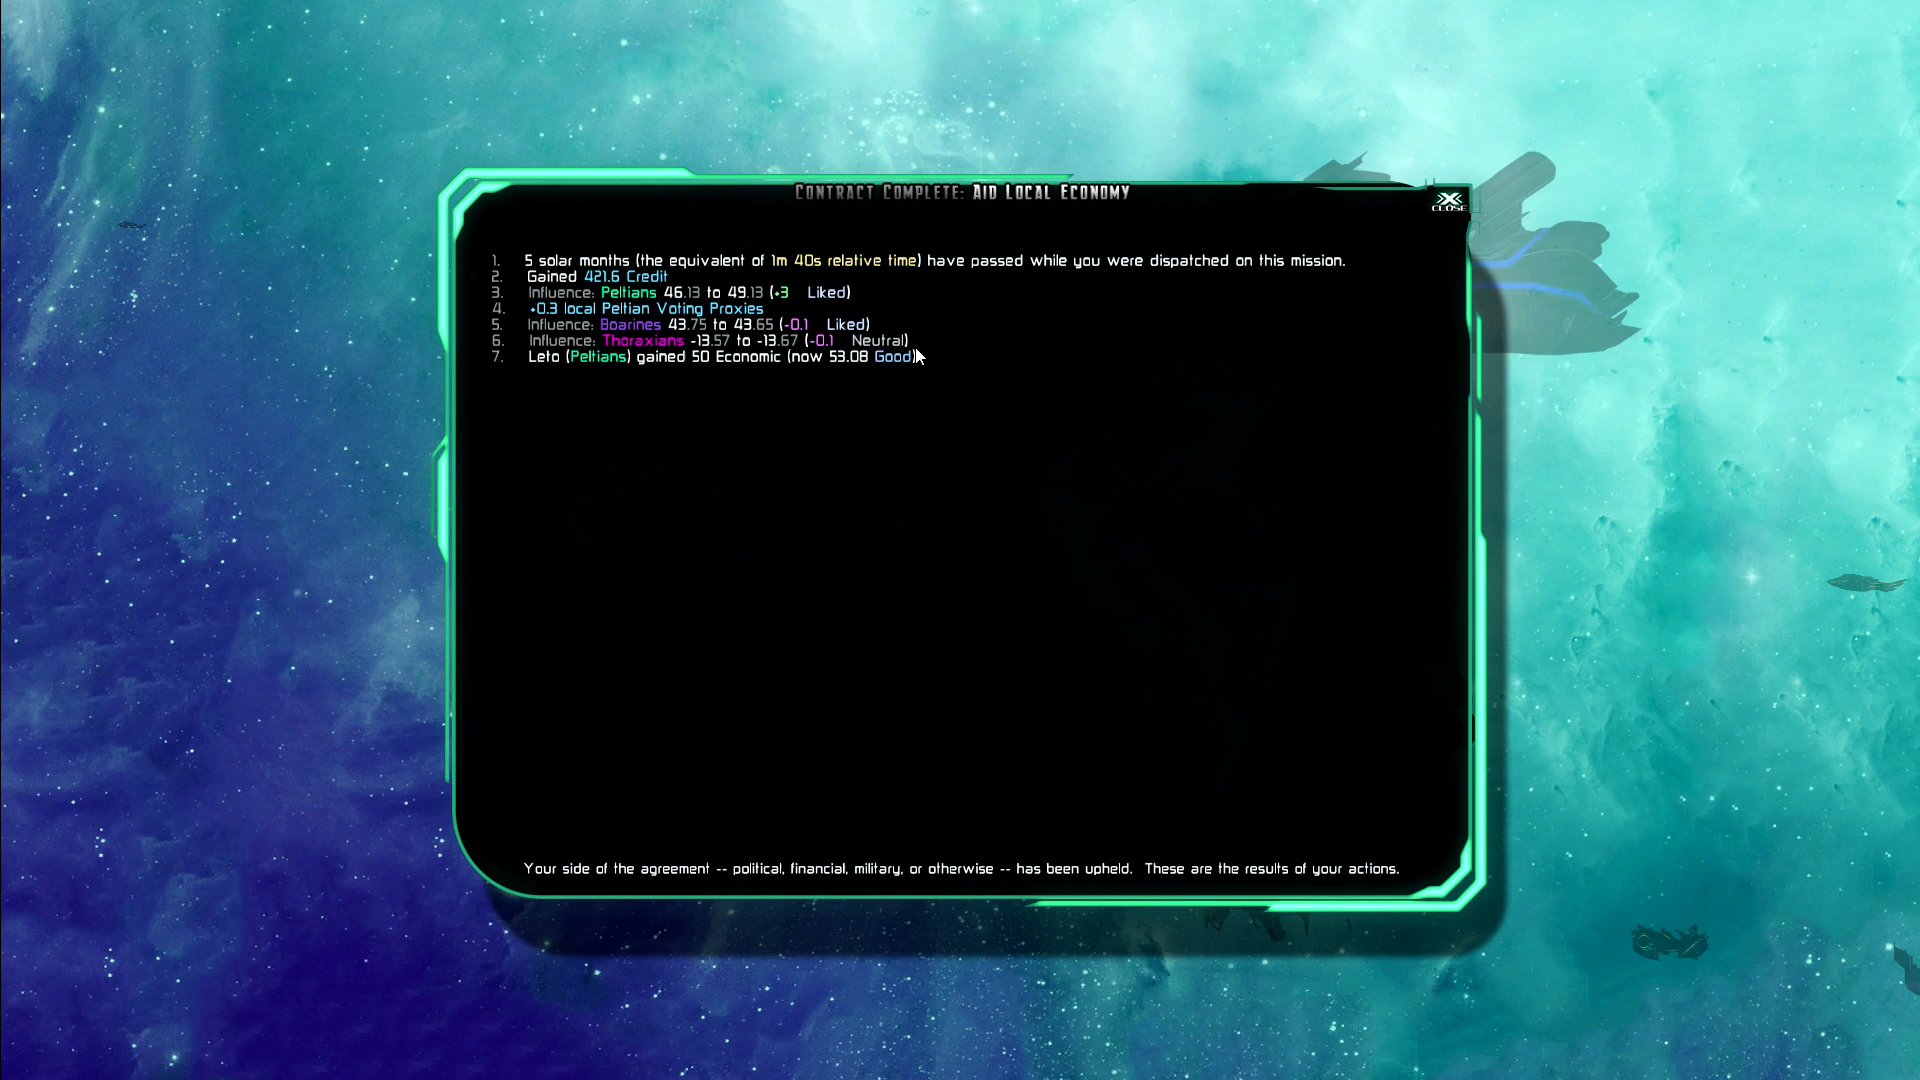 CONTRACT COMPLETE: AID LOCAL ECONOMY
CLOSE
1. 5 solar months (the equivalent of 1m 40s relative time) have passed while you were dispatched on this mission.
2. Gained 421.6 Credit
3. Influence: Peltians 46.13 to 49.13 (+3 Liked)
4. +0.3 local Peltian Voting Proxies
5. Influence: Boarines 43.75 to 43.65 (-0.1 Liked)
6. Influence: Thoraxians -13.57 to -13.67 (-0.1 Neutral)
7. Leto (Peltians) gained 50 Economic (now 53.08 Good)
Your side of the agreement -- political, financial, military, or otherwise -- has been upheld. These are the results of your actions.